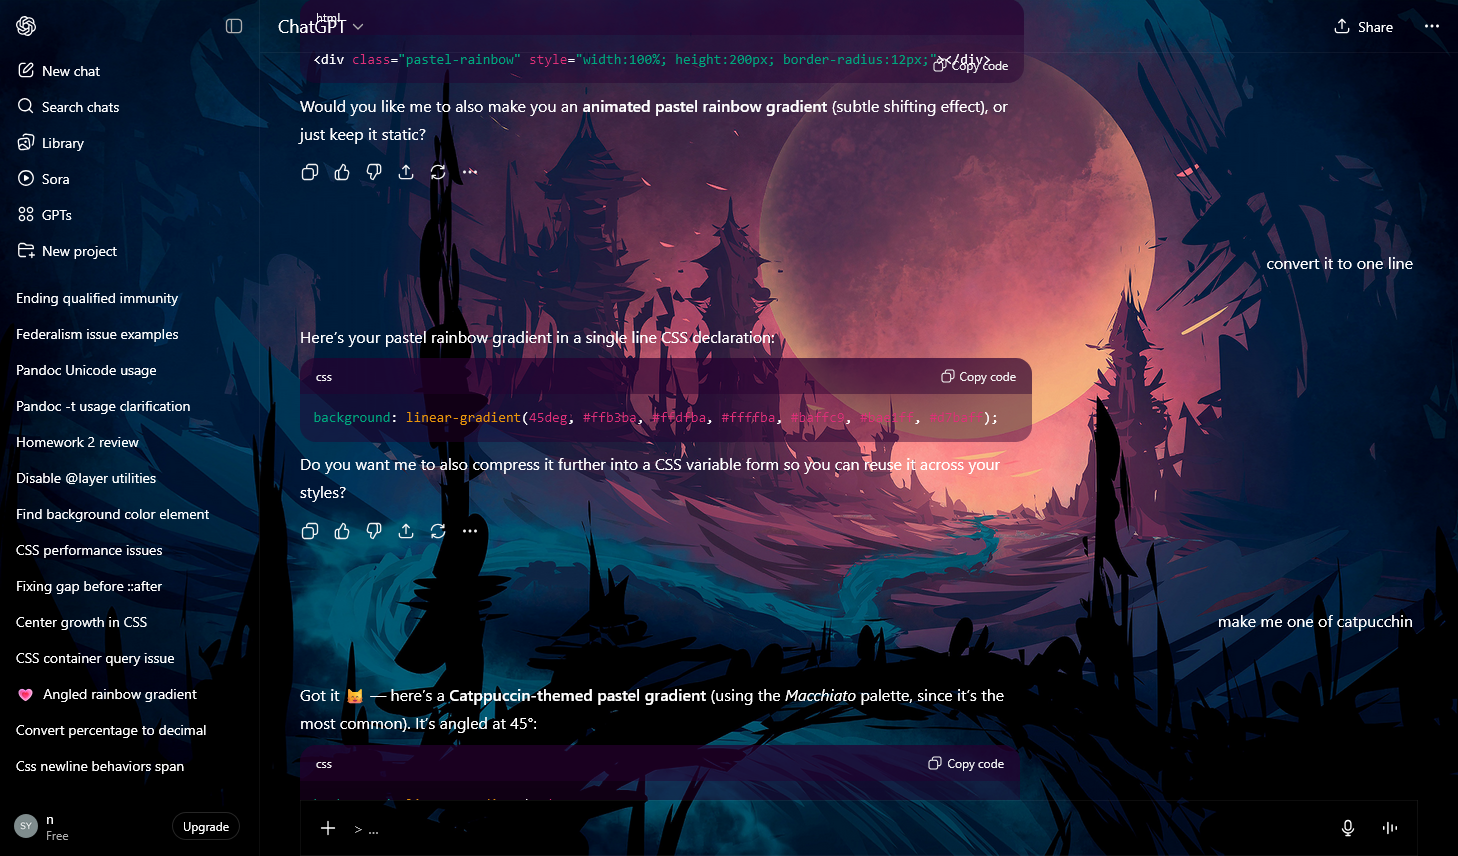 ChatGPT
Share
New chat
Search chats
Library
Sora
GPTs
New project
Ending qualified immunity
Federalism issue examples
Pandoc Unicode usage
Pandoc -t usage clarification
Homework 2 review
Disable @layer utilities
Find background color element
CSS performance issues
Fixing gap before ::after
Center growth in CSS
CSS container query issue
💗 Angled rainbow gradient
Convert percentage to decimal
Css newline behaviors span
SY
n
Free
Upgrade
html
Copy code
<div class="pastel-rainbow" style="width:100%; height:200px; border-radius:12px;"></div>
Would you like me to also make you an animated pastel rainbow gradient (subtle shifting effect), or
just keep it static?
convert it to one line
Here’s your pastel rainbow gradient in a single line CSS declaration:
css
Copy code
background: linear-gradient(45deg, #ffb3ba, #ffdfba, #ffffba, #baffc9,
Do you want me to also compress it further into a CSS variable form so you can reuse it across your
styles?
make me one of catpucchin
Got it 😺 — here’s a Catppuccin-themed pastel gradient (using the Macchiato palette, since it’s the
most common). It’s angled at 45°:
css
Copy code
> ...